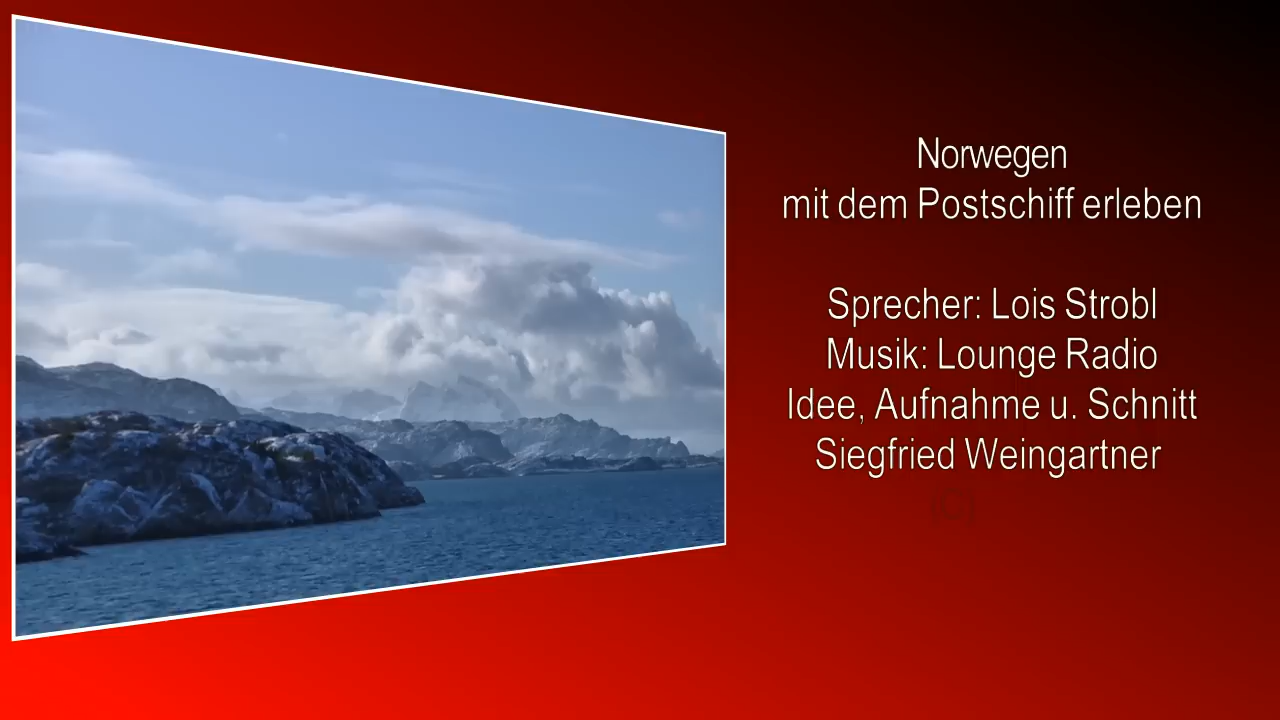 Norwegen
mit dem Postschiff erleben
Sprecher: Lois Strobl
Musik: Lounge Radio
Idee, Aufnahme u. Schnitt
Siegfried Weingartner